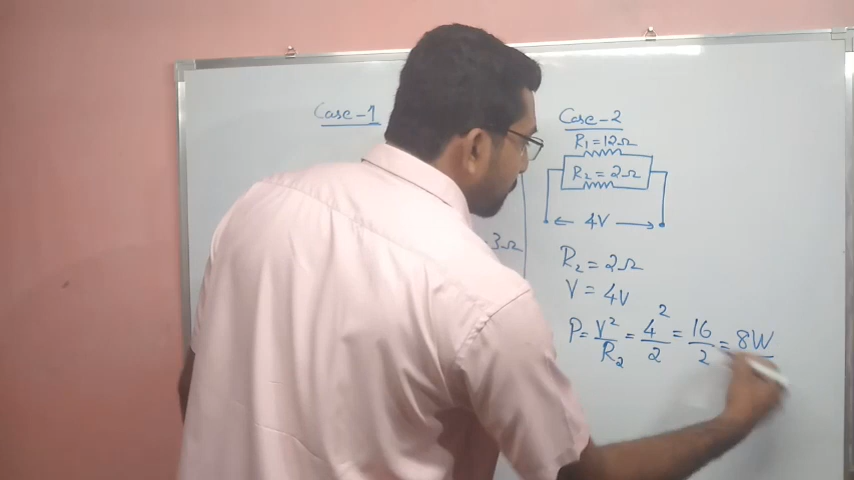 Case-1
Case-2
R₁=12Ω
R₂=2Ω
4V
3Ω
R₂=2Ω
V=4V
P=V²/R₂=4²/2=16/2=8W